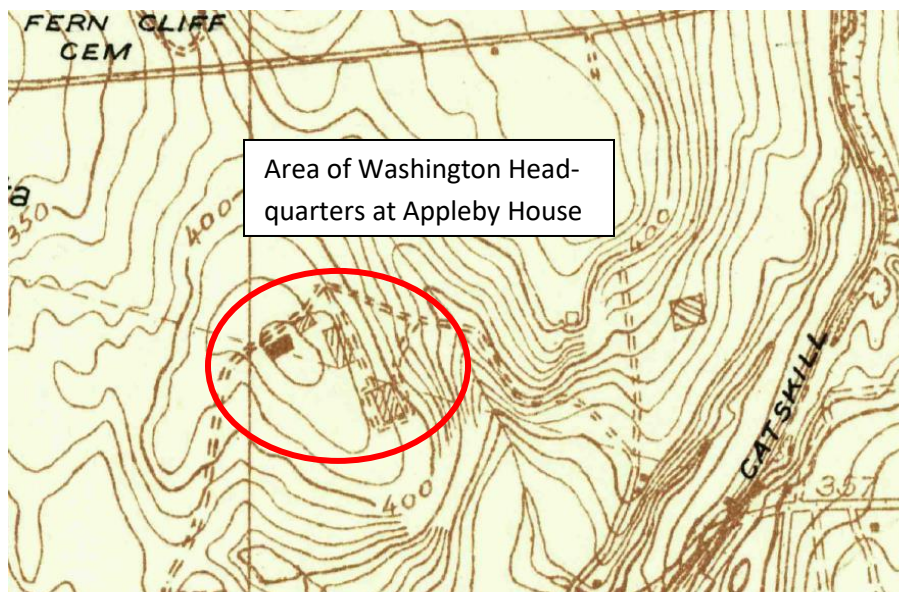 FERN CLIFF
CEM
Area of Washington Head-
quarters at Appleby House
a
350
400
400
400
CATSKILL
357